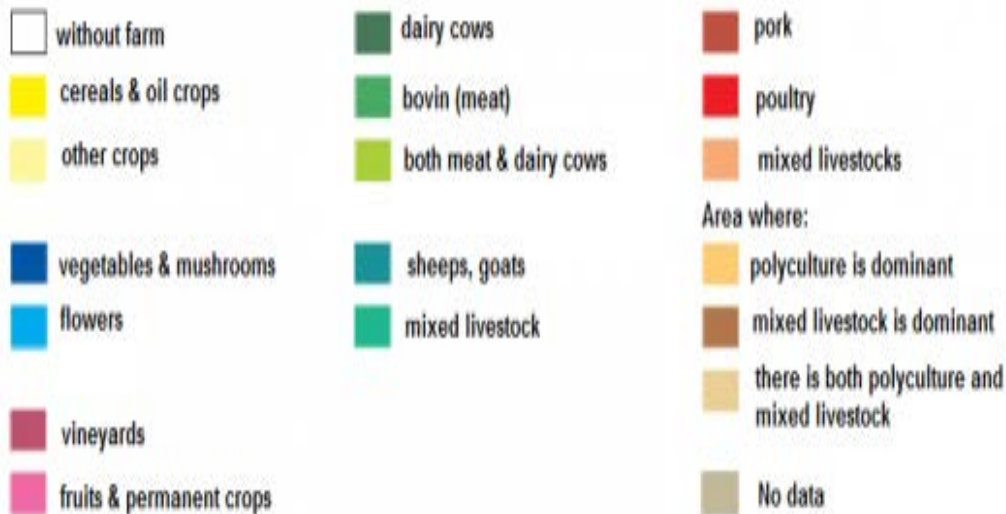 without farm
cereals & oil crops
other crops
vegetables & mushrooms
flowers
vineyards
fruits & permanent crops
dairy cows
bovin (meat)
both meat & dairy cows
sheeps, goats
mixed livestock
pork
poultry
mixed livestocks
Area where:
polyculture is dominant
mixed livestock is dominant
there is both polyculture and
mixed livestock
No data